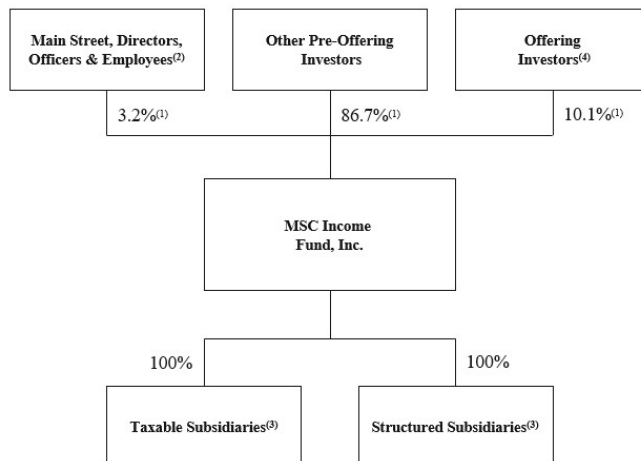 Main Street, Directors,
Officers & Employees(2)
Other Pre-Offering
Investors
Offering
Investors(4)
3.2%(1)
86.7%(1)
10.1%(1)
MSC Income
Fund, Inc.
100%
100%
Taxable Subsidiaries(3)
Structured Subsidiaries(3)